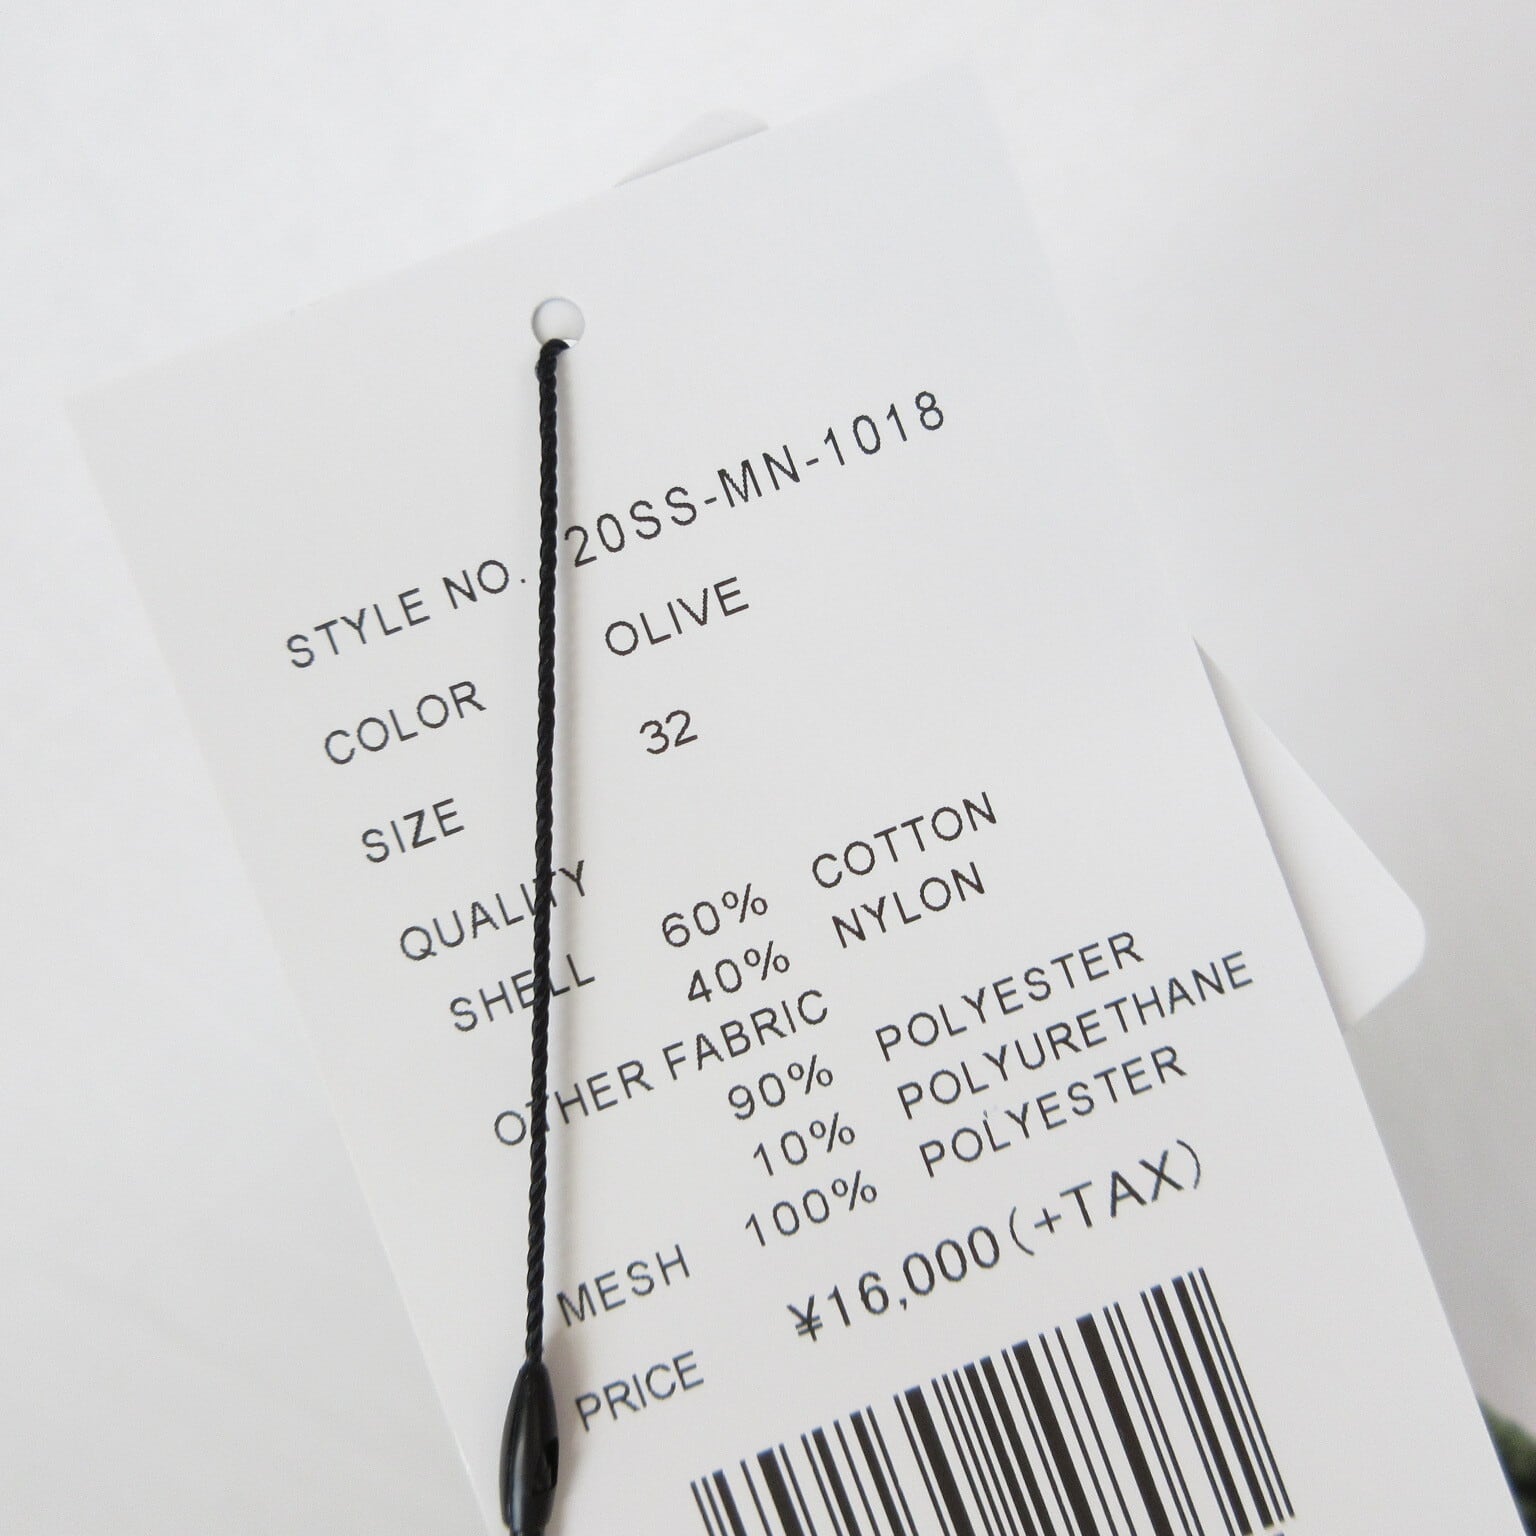 STYLE NO. 20SS-MN-1018
COLOR OLIVE
SIZE 32
QUALITY
SHELL 60% COTTON
40% NYLON
OTHER FABRIC
90% POLYESTER
10% POLYURETHANE
MESH 100% POLYESTER
PRICE ¥16,000(+TAX)